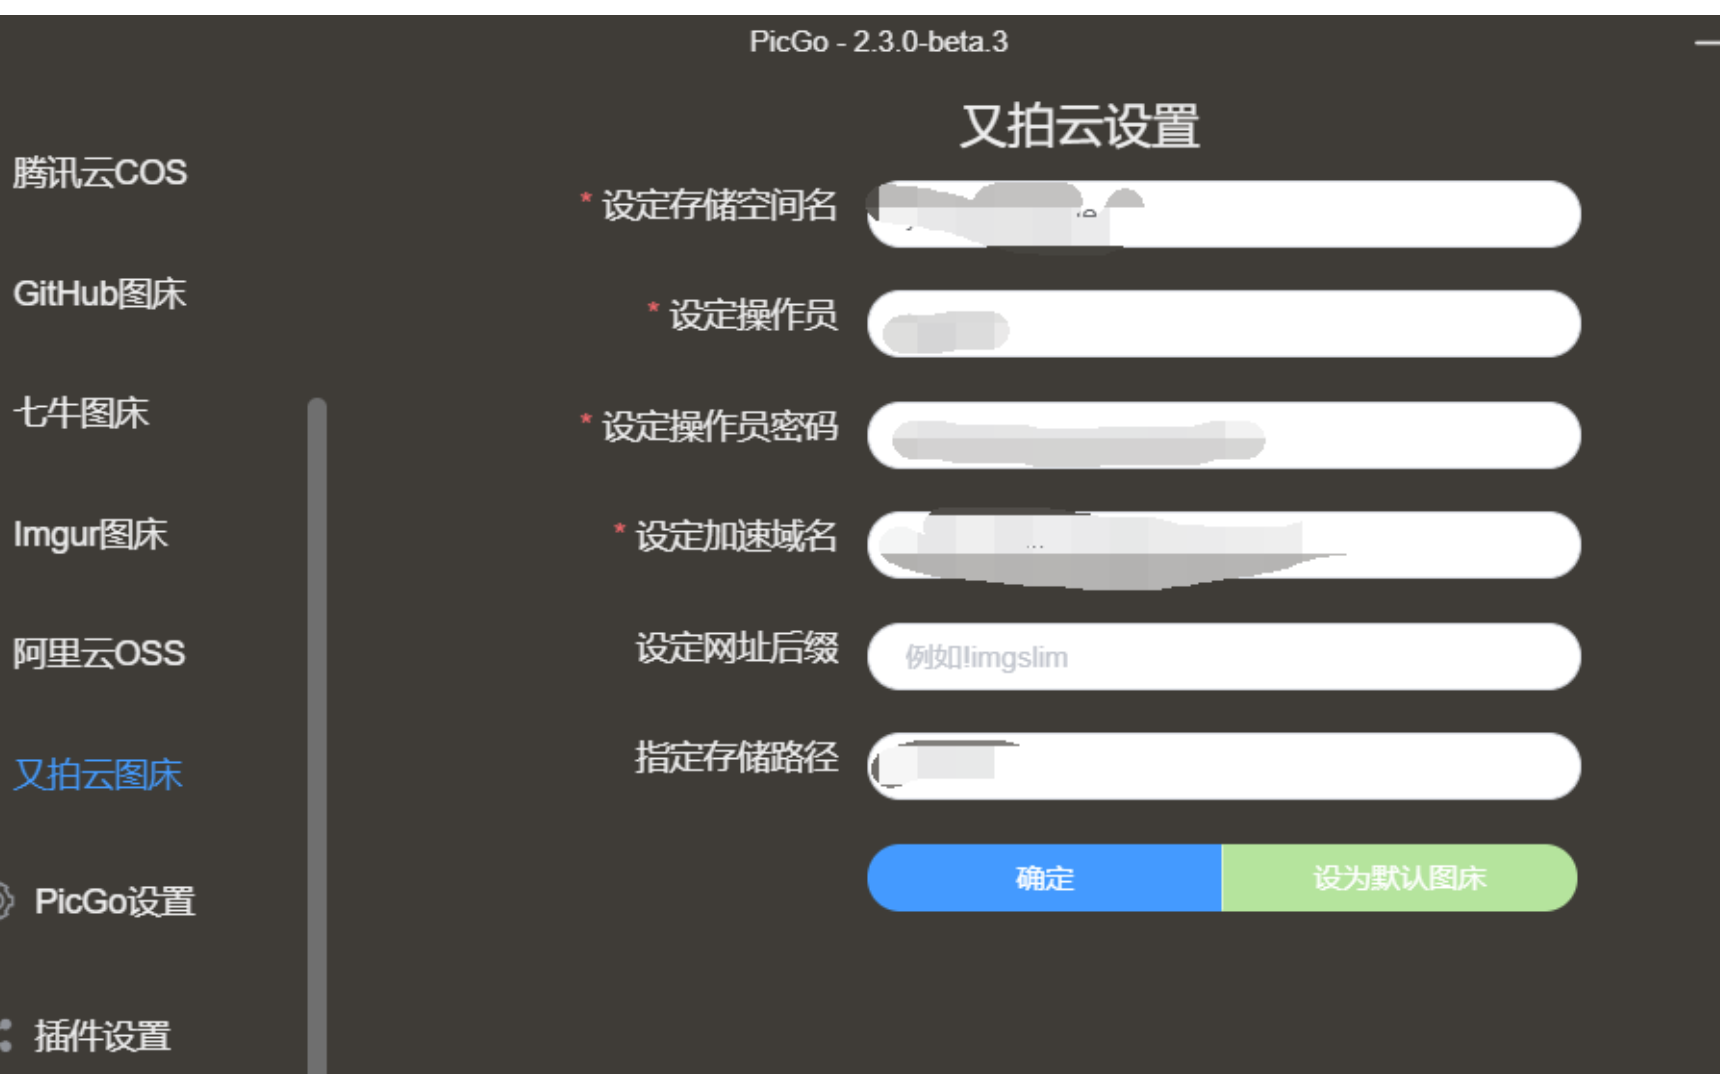 PicGo - 2.3.0-beta.3
腾讯云COS
GitHub图床
七牛图床
Imgur图床
阿里云OSS
又拍云图床
PicGo设置
插件设置
又拍云设置
* 设定存储空间名
* 设定操作员
* 设定操作员密码
* 设定加速域名
设定网址后缀
例如!imgslim
指定存储路径
确定
设为默认图床